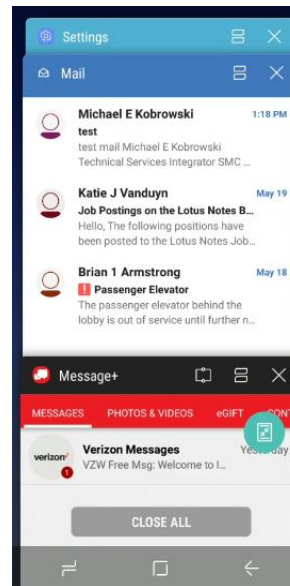 Settings
Mail
Michael E Kobrowski 1:18 PM
test
test mail Michael E Kobrowski
Technical Services Integrator SMC ...
Katie J Vanduyn May 19
Job Postings on the Lotus Notes B...
Hello, The following positions have
been posted to the Lotus Notes Job...
Brian 1 Armstrong May 18
Passenger Elevator
The passenger elevator behind the
lobby is out of service until further n...
Message+
MESSAGES PHOTOS & VIDEOS eGIFT CON
verizon
1
Verizon Messages Yesterday
VZW Free Msg: Welcome to I...
CLOSE ALL